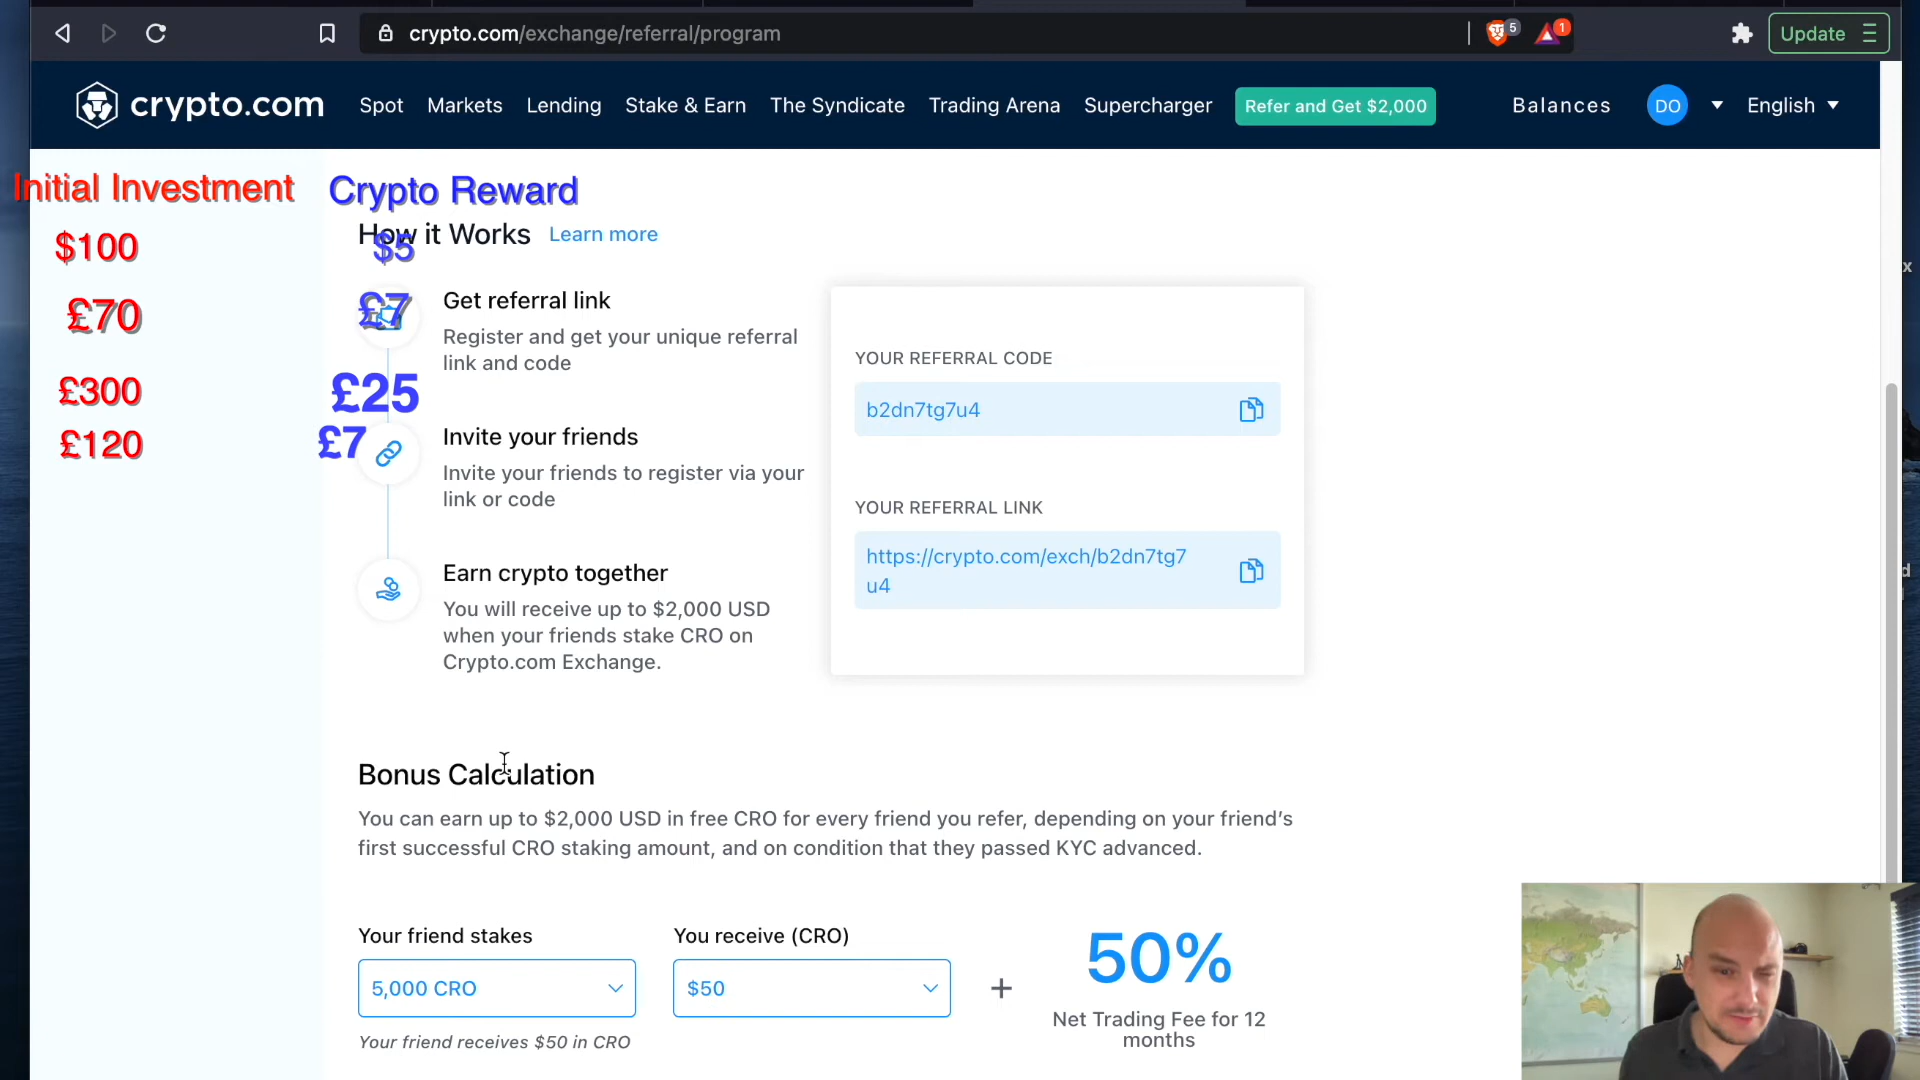 crypto.com/exchange/referral/program
5
1
Update
crypto.com
Spot
Markets
Lending
Stake & Earn
The Syndicate
Trading Arena
Supercharger
Refer and Get $2,000
Balances
DO
English
Initial Investment
Crypto Reward
$100
$5
£70
£7
£300
£25
£120
£7
How it Works
Learn more
Get referral link
Register and get your unique referral
link and code
Invite your friends
Invite your friends to register via your
link or code
Earn crypto together
You will receive up to $2,000 USD
when your friends stake CRO on
Crypto.com Exchange.
YOUR REFERRAL CODE
b2dn7tg7u4
YOUR REFERRAL LINK
https://crypto.com/exch/b2dn7tg7
u4
Bonus Calculation
You can earn up to $2,000 USD in free CRO for every friend you refer, depending on your friend's
first successful CRO staking amount, and on condition that they passed KYC advanced.
Your friend stakes
5,000 CRO
Your friend receives $50 in CRO
You receive (CRO)
$50
+
50%
Net Trading Fee for 12
months